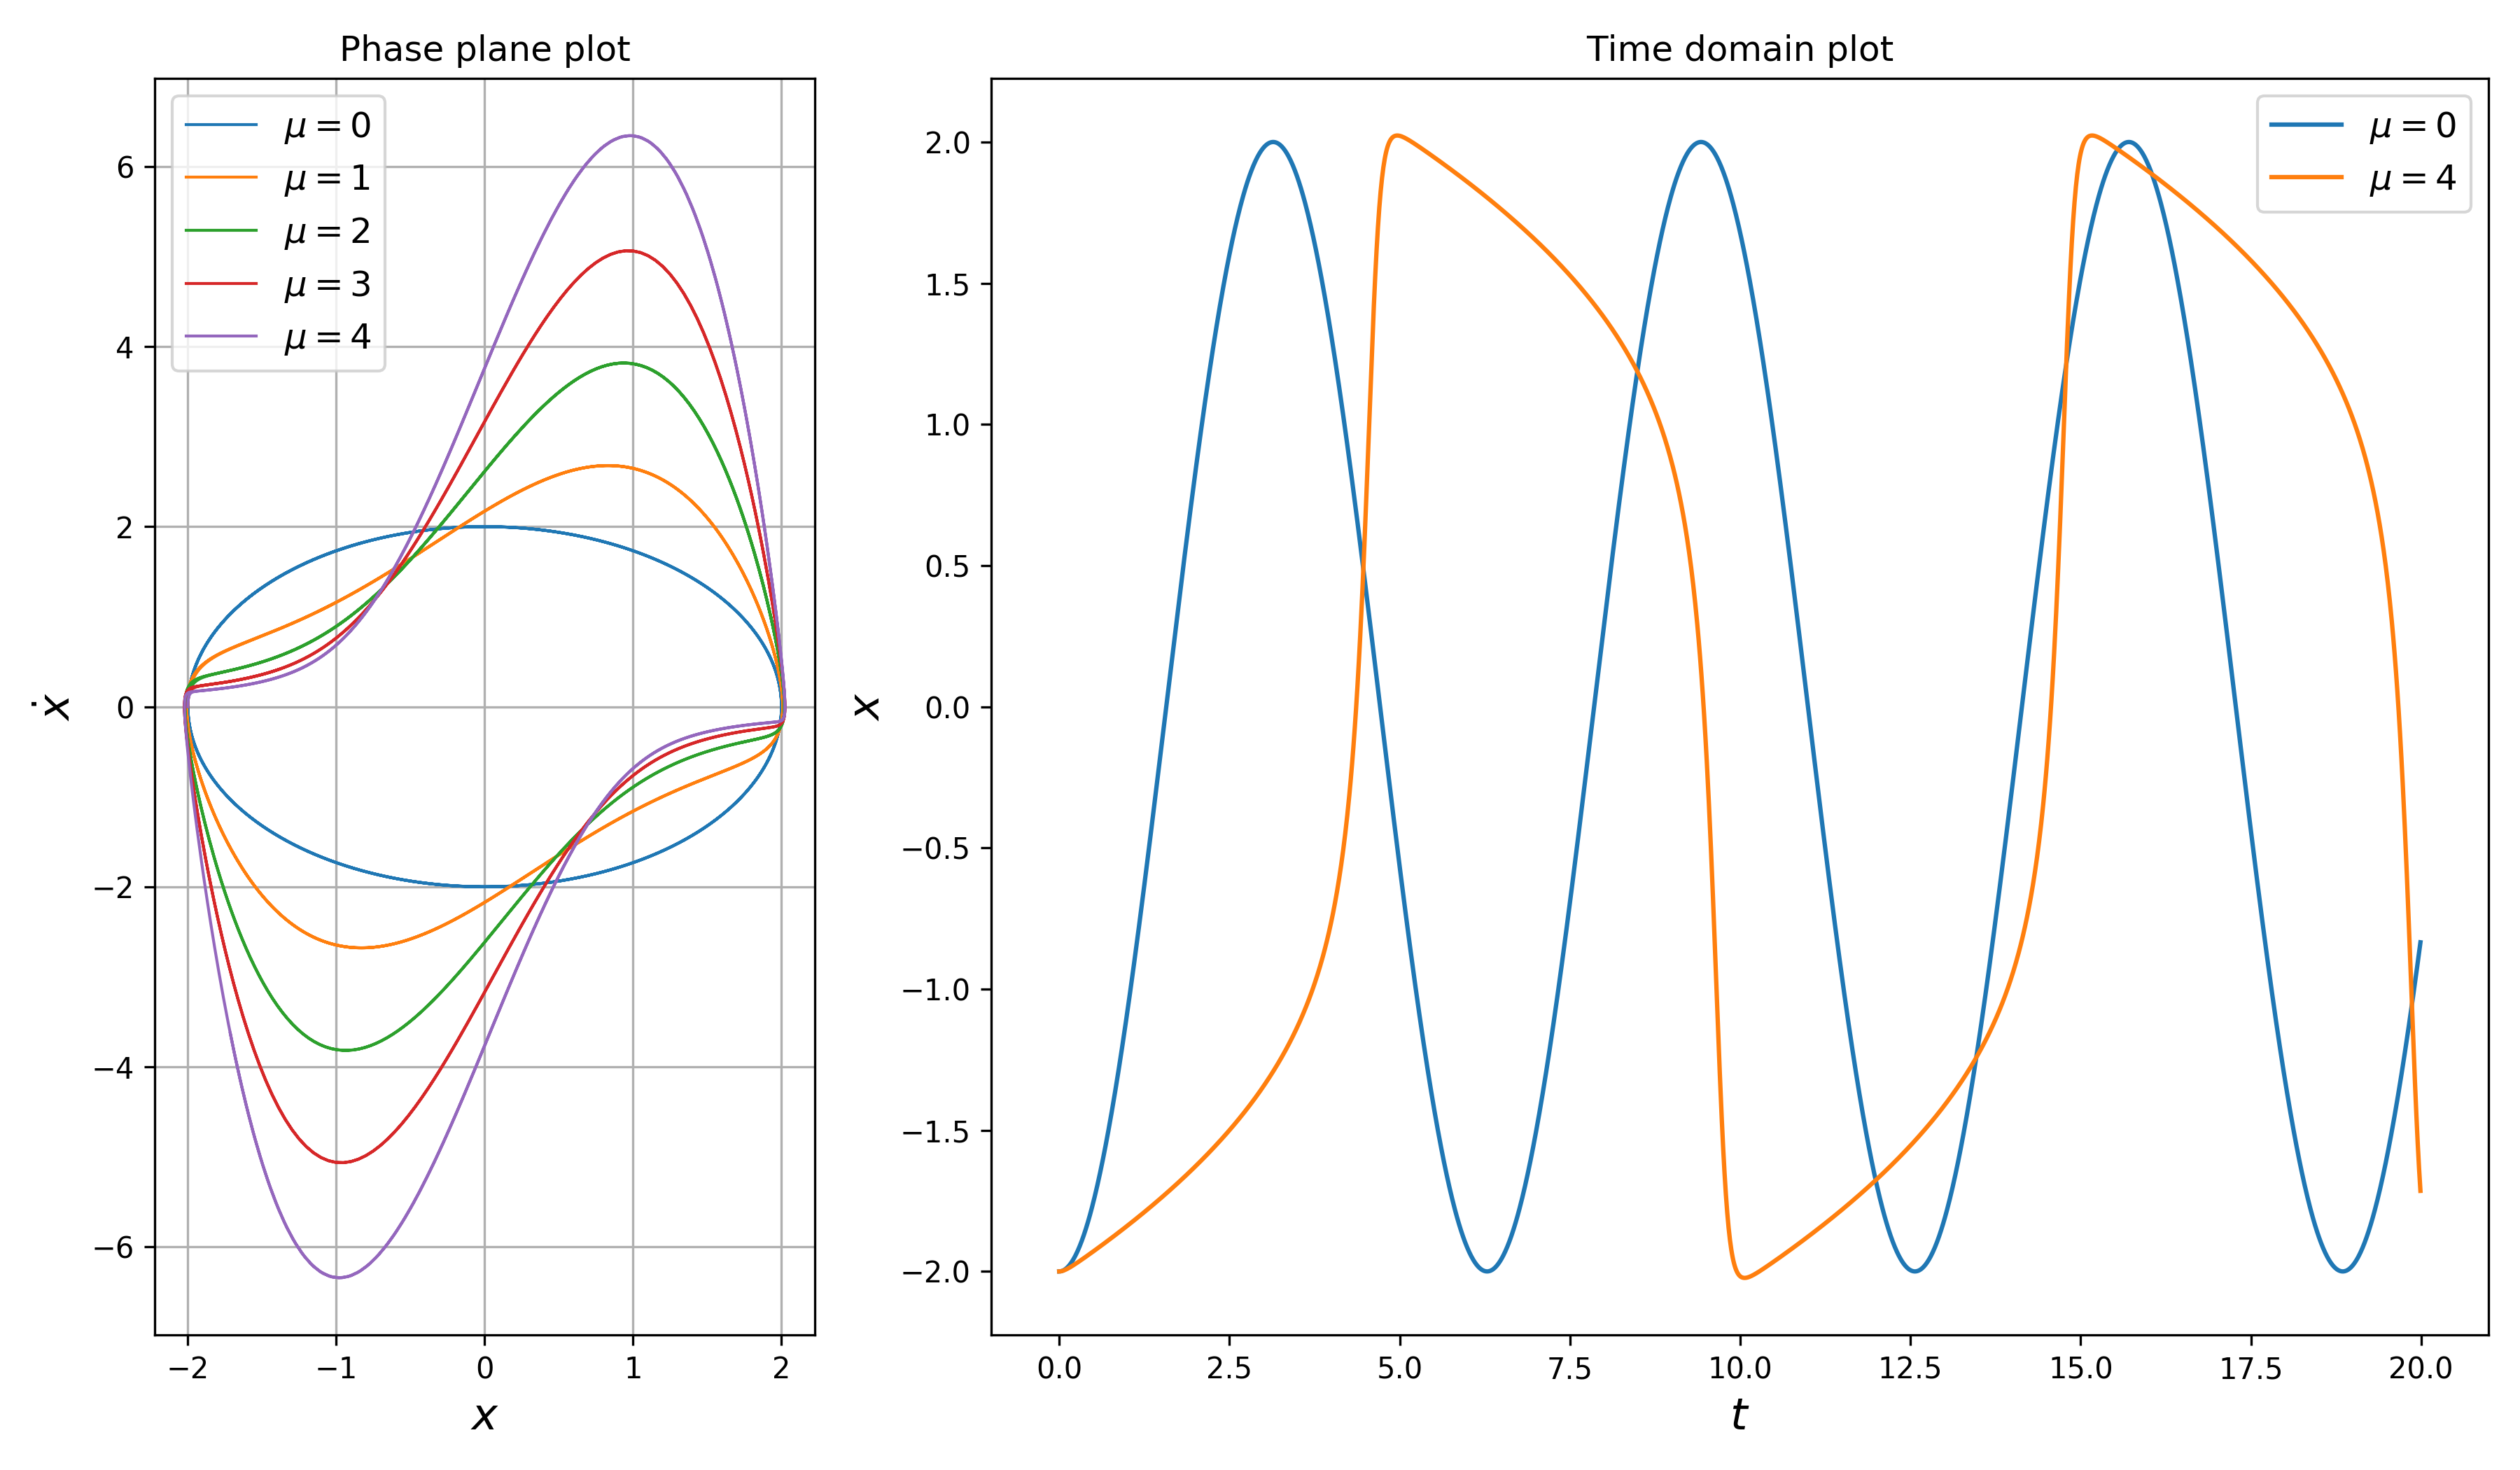 Phase plane plot
μ = 0
μ = 1
μ = 2
μ = 3
μ = 4
6
4
2
0
−2
−4
−6
ẋ
−2 −1 0 1 2
x
Time domain plot
μ = 0
μ = 4
2.0
1.5
1.0
0.5
0.0
−0.5
−1.0
−1.5
−2.0
x
0.0 2.5 5.0 7.5 10.0 12.5 15.0 17.5 20.0
t